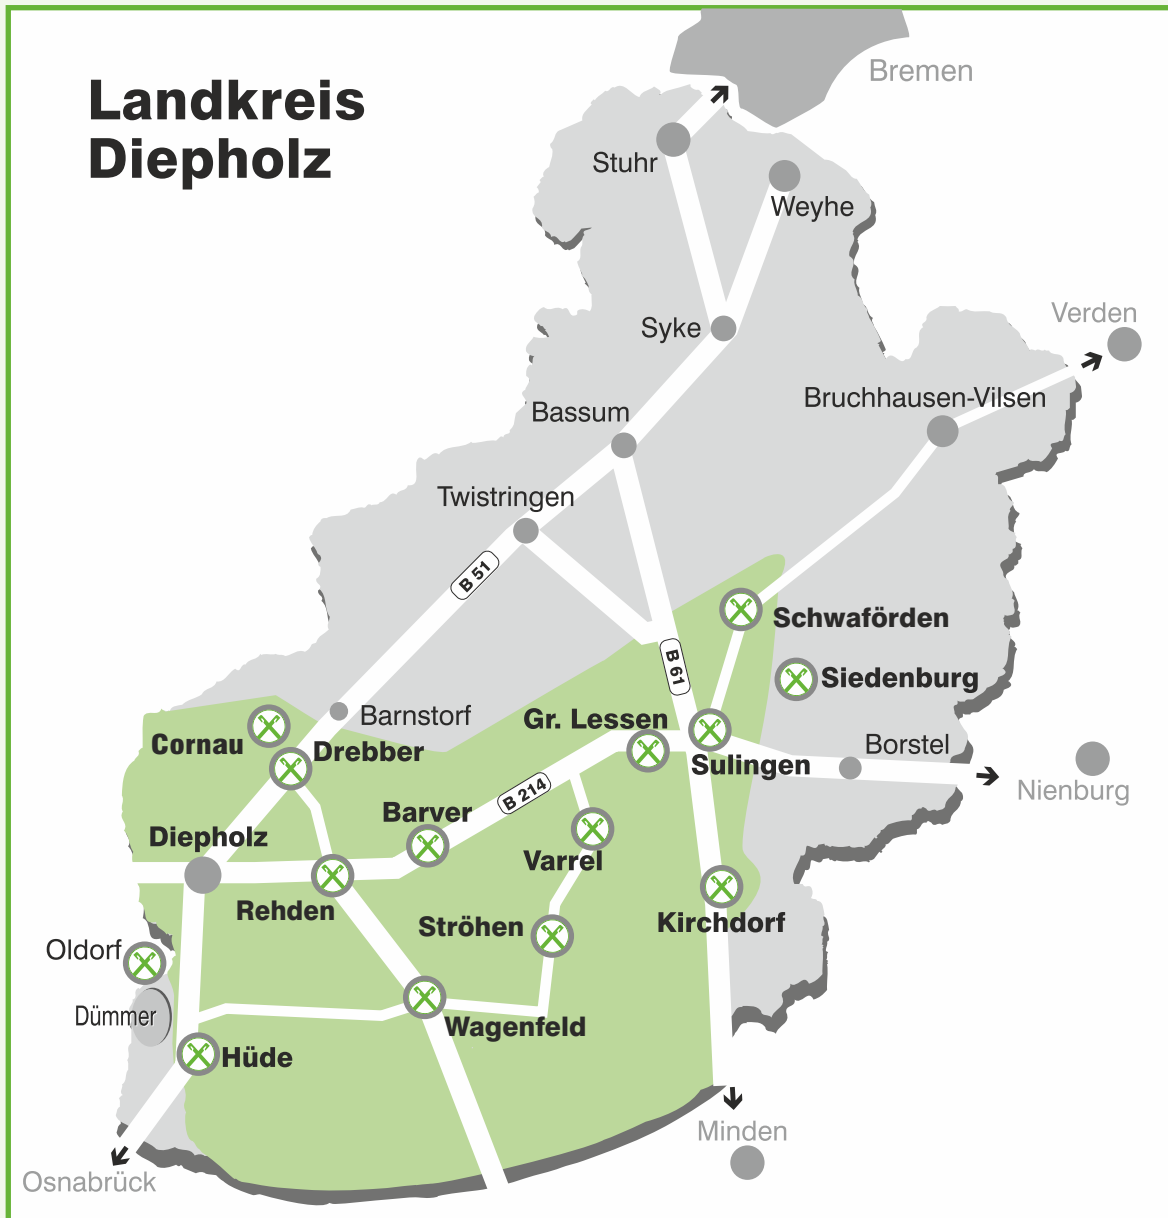 Landkreis
Diepholz
Bremen
Stuhr
Weyhe
Verden
Syke
Bruchhausen-Vilsen
Bassum
Twistringen
B 51
Schwaförden
B 61
Siedenburg
Barnstorf
Gr. Lessen
Cornau
Drebber
Borstel
Sulingen
Nienburg
B 214
Barver
Diepholz
Varrel
Rehden
Ströhen
Kirchdorf
Oldorf
Dümmer
Wagenfeld
Hüde
Minden
Osnabrück